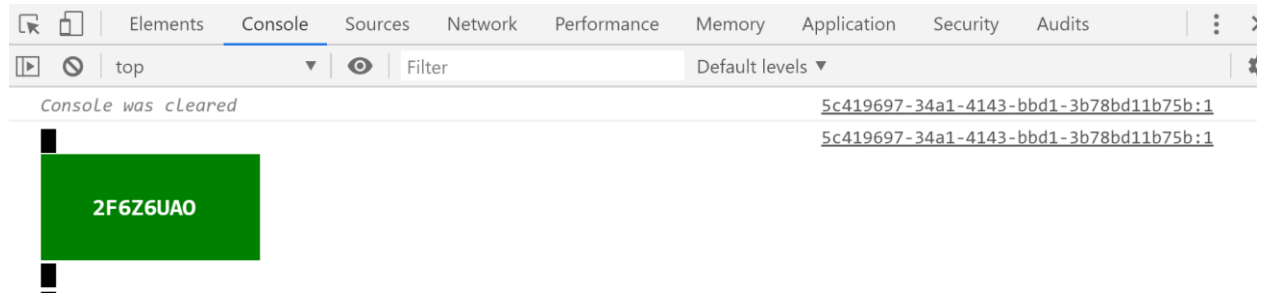 Elements Console Sources Network Performance Memory Application Security Audits
top Filter Default levels
Console was cleared 5c419697-34a1-4143-bbd1-3b78bd11b75b:1
5c419697-34a1-4143-bbd1-3b78bd11b75b:1
2F6Z6UAO